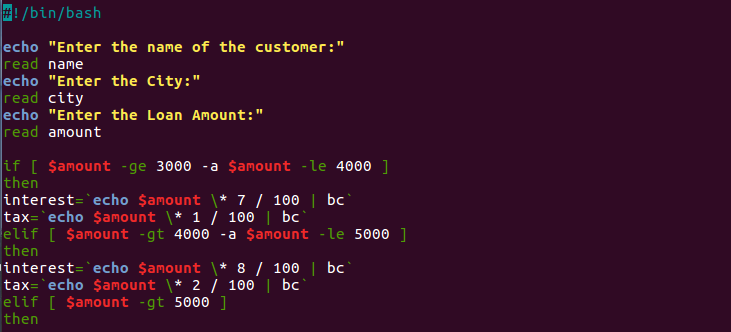 #!/bin/bash
echo "Enter the name of the customer:"
read name
echo "Enter the City:"
read city
echo "Enter the Loan Amount:"
read amount
if [ $amount -ge 3000 -a $amount -le 4000 ]
then
interest=`echo $amount \* 7 / 100 | bc`
tax=`echo $amount \* 1 / 100 | bc`
elif [ $amount -gt 4000 -a $amount -le 5000 ]
then
interest=`echo $amount \* 8 / 100 | bc`
tax=`echo $amount \* 2 / 100 | bc`
elif [ $amount -gt 5000 ]
then